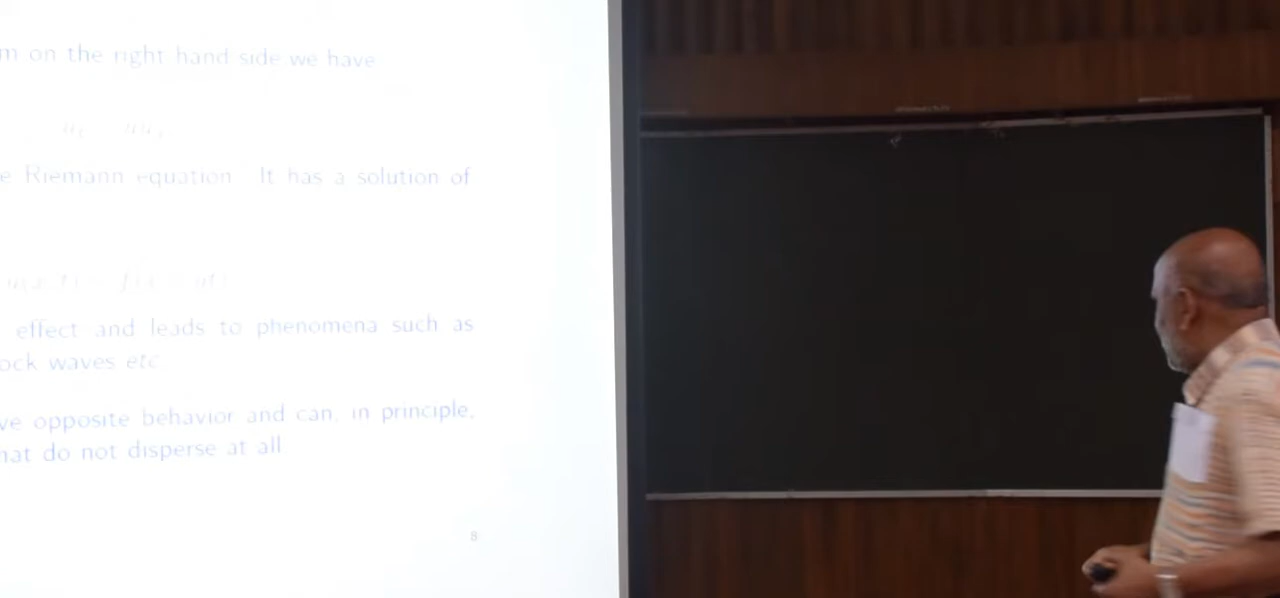 m on the right hand side we have
e Riemann equation. It has a solution of
effect and leads to phenomena such as
ock waves etc
ve opposite behavior and can, in principle,
hat do not disperse at all
8